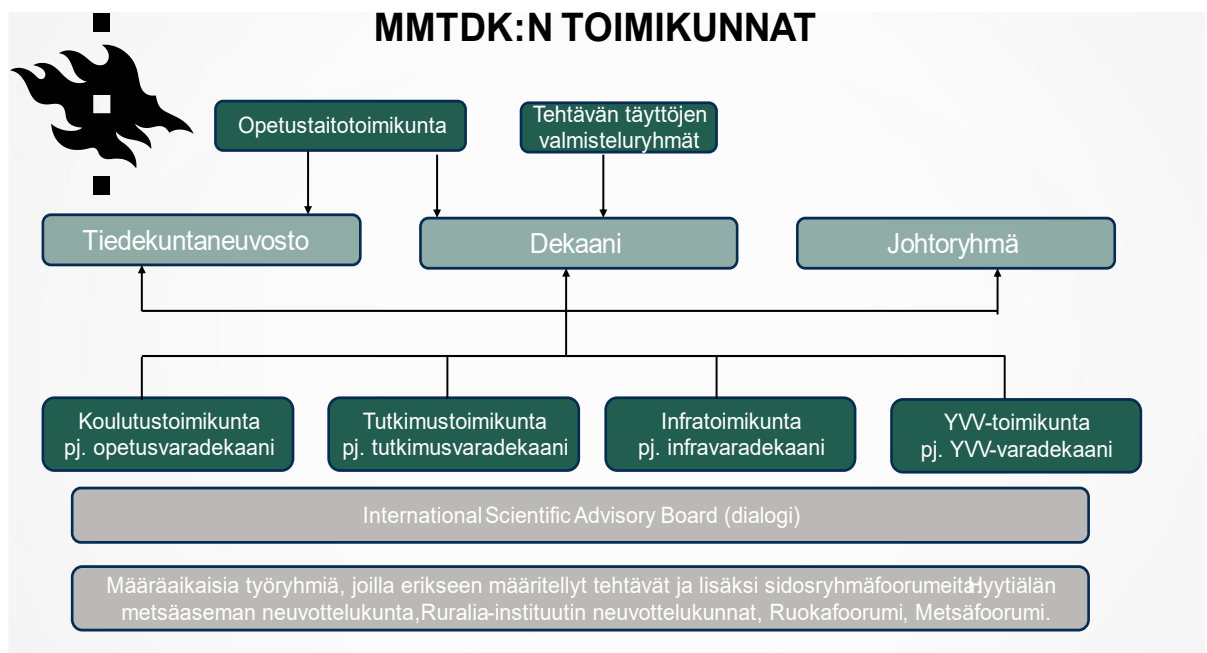 MMTDK:N TOIMIKUNNAT
Opetustaitotoimikunta
Tehtävän täyttöjen
valmisteluryhmät
Tiedekuntaneuvosto
Dekaani
Johtoryhmä
Koulutustoimikunta
pj. opetusvaradekaani
Tutkimustoimikunta
pj. tutkimusvaradekaani
Infratoimikunta
pj. infravaradekaani
YVV-toimikunta
pj. YVV-varadekaani
International Scientific Advisory Board (dialogi)
Määräaikaisia työryhmiä, joilla erikseen määritellyt tehtävät ja lisäksi sidosryhmäfoorumeita: Hyytiälän
metsäaseman neuvottelukunta, Ruralia-instituutin neuvottelukunnat, Ruokafoorumi, Metsäfoorumi.